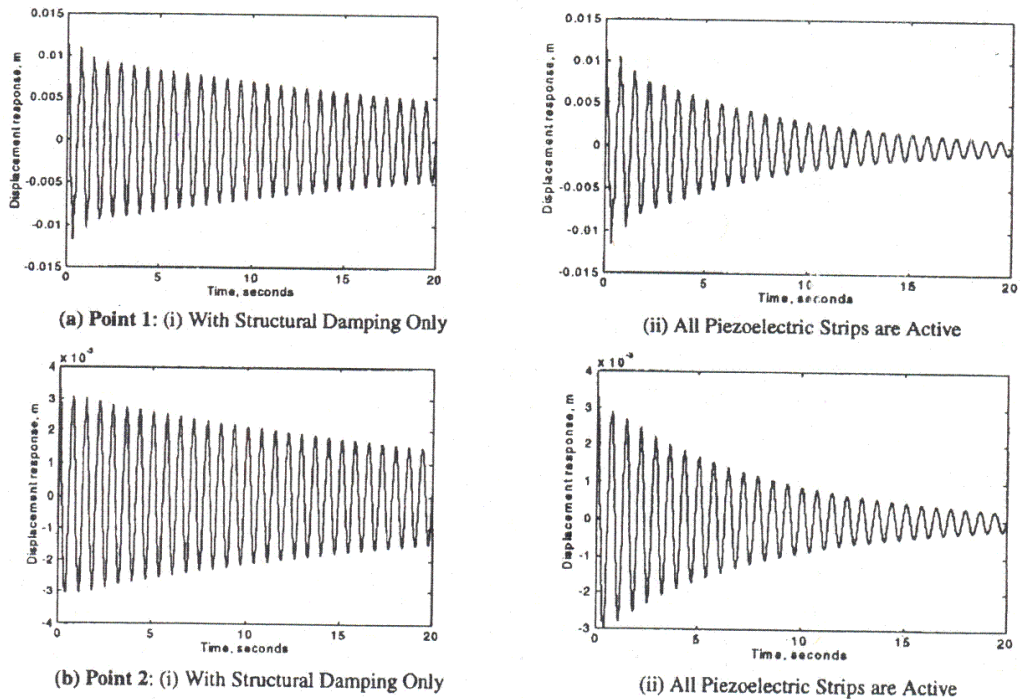 0.015
0.01
0.005
0
-0.005
-0.01
-0.015
Displacement response, m
0 5 10 15 20
Time, seconds
(a) Point 1: (i) With Structural Damping Only
0.015
0.01
0.005
0
-0.005
-0.01
-0.015
Displacement response, m
0 5 10 15 20
Time, seconds
(ii) All Piezoelectric Strips are Active
x 10⁻³
4
3
2
1
0
-1
-2
-3
-4
Displacement response, m
0 5 10 15 20
Time, seconds
(b) Point 2: (i) With Structural Damping Only
x 10⁻³
4
3
2
1
0
-1
-2
-3
Displacement response, m
0 5 10 15 20
Time, seconds
(ii) All Piezoelectric Strips are Active